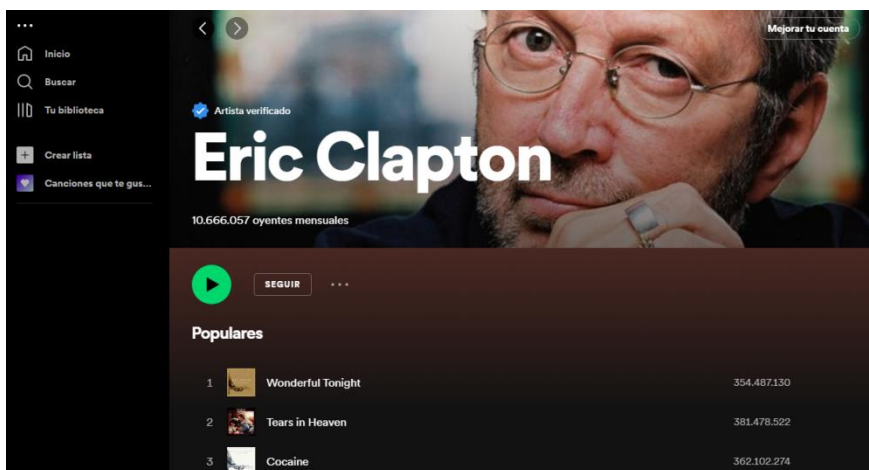 Inicio
Buscar
Tu biblioteca
Crear lista
Canciones que te gus...
Mejorar tu cuenta
Artista verificado
Eric Clapton
10.666.057 oyentes mensuales
SEGUIR
Populares
1 Wonderful Tonight 354.487.130
2 Tears in Heaven 381.478.522
3 Cocaine 362.102.274